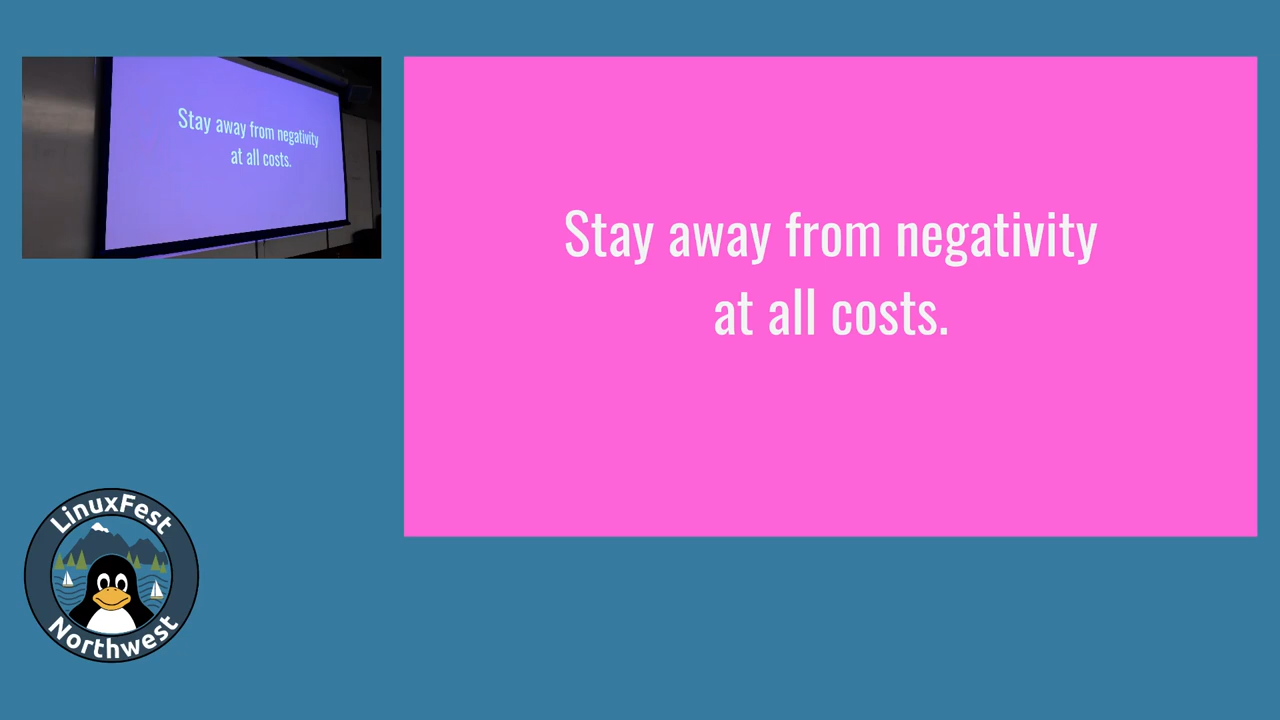 Stay away from negativity
at all costs.
Stay away from negativity
at all costs.
LinuxFest
Northwest